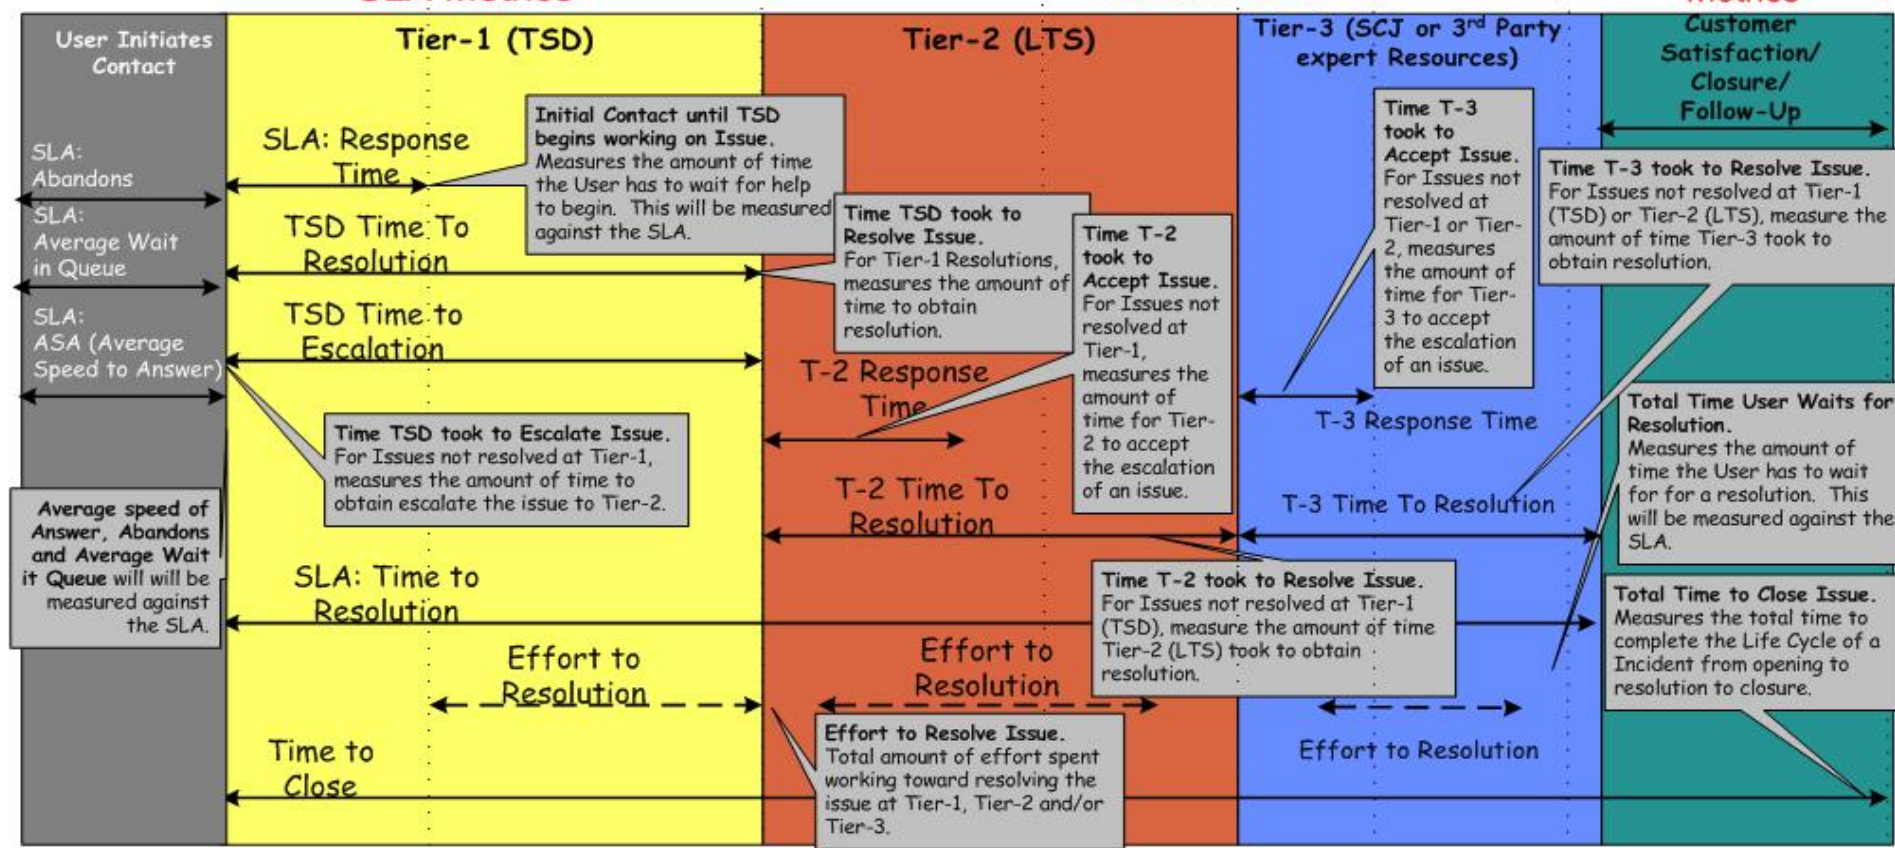 User Initiates
Contact
Tier-1 (TSD)
Tier-2 (LTS)
Tier-3 (SCJ or 3rd Party
expert Resources)
Customer
Satisfaction/
Closure/
Follow-Up
SLA:
Abandons
SLA:
Average Wait
in Queue
SLA:
ASA (Average
Speed to Answer)
Average speed of
Answer, Abandons
and Average Wait
it Queue will will be
measured against
the SLA.
SLA: Response
Time
Initial Contact until TSD
begins working on Issue.
Measures the amount of time
the User has to wait for help
to begin. This will be measured
against the SLA.
TSD Time To
Resolution
Time TSD took to
Resolve Issue.
For Tier-1 Resolutions,
measures the amount of
time to obtain
resolution.
TSD Time to
Escalation
Time TSD took to Escalate Issue.
For Issues not resolved at Tier-1,
measures the amount of time to
obtain escalate the issue to Tier-2.
T-2 Response
Time
Time T-2
took to
Accept Issue.
For Issues not
resolved at
Tier-1,
measures the
amount of
time for Tier-
2 to accept
the escalation
of an issue.
T-2 Time To
Resolution
Time T-2 took to Resolve Issue.
For Issues not resolved at Tier-1
(TSD), measure the amount of time
Tier-2 (LTS) took to obtain
resolution.
Time T-3
took to
Accept Issue.
For Issues not
resolved at
Tier-1 or Tier-
2, measures
the amount of
time for Tier-
3 to accept
the escalation
of an issue.
T-3 Response Time
Time T-3 took to Resolve Issue.
For Issues not resolved at Tier-1
(TSD) or Tier-2 (LTS), measure the
amount of time Tier-3 took to
obtain resolution.
T-3 Time To Resolution
Total Time User Waits for
Resolution.
Measures the amount of
time the User has to wait
for for a resolution. This
will be measured against the
SLA.
SLA: Time to
Resolution
Effort to
Resolution
Effort to
Resolution
Effort to Resolution
Effort to Resolve Issue.
Total amount of effort spent
working toward resolving the
issue at Tier-1, Tier-2 and/or
Tier-3.
Total Time to Close Issue.
Measures the total time to
complete the Life Cycle of a
Incident from opening to
resolution to closure.
Time to
Close